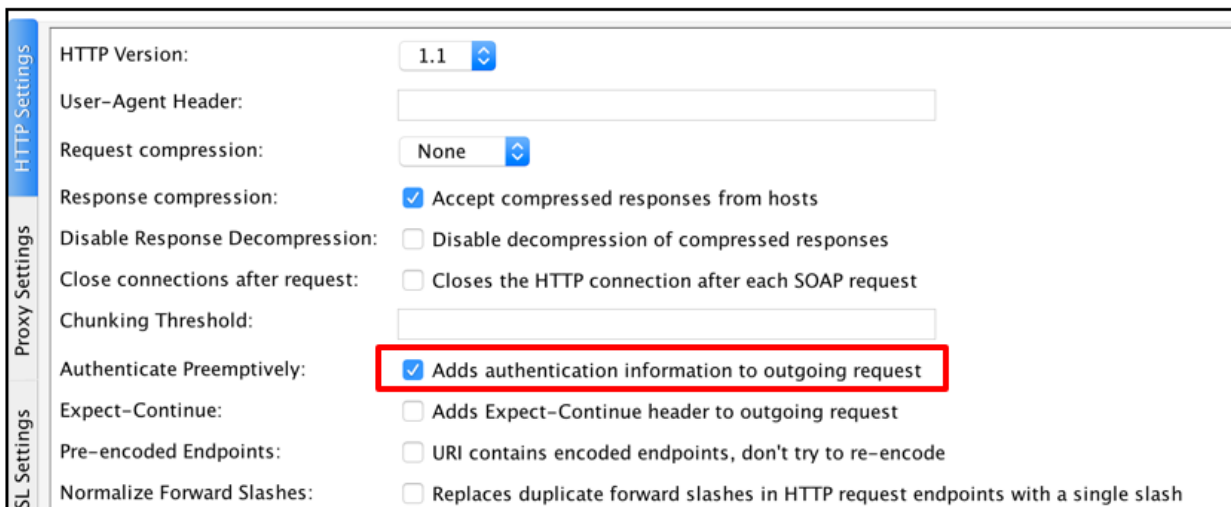 HTTP Settings
Proxy Settings
SL Settings
HTTP Version: 1.1
User-Agent Header:
Request compression: None
Response compression: Accept compressed responses from hosts
Disable Response Decompression: Disable decompression of compressed responses
Close connections after request: Closes the HTTP connection after each SOAP request
Chunking Threshold:
Authenticate Preemptively: Adds authentication information to outgoing request
Expect-Continue: Adds Expect-Continue header to outgoing request
Pre-encoded Endpoints: URI contains encoded endpoints, don't try to re-encode
Normalize Forward Slashes: Replaces duplicate forward slashes in HTTP request endpoints with a single slash